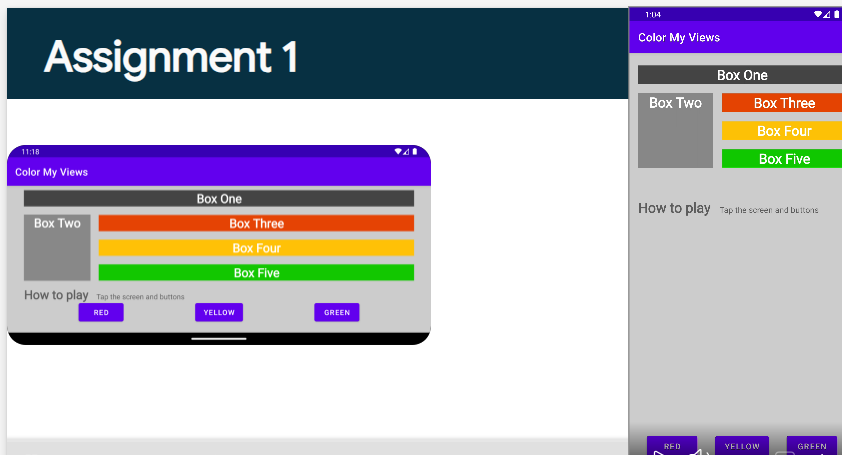 Assignment 1
11:18
Color My Views
Box One
Box Two
Box Three
Box Four
Box Five
How to play Tap the screen and buttons
RED YELLOW GREEN
1:04
Color My Views
Box One
Box Two
Box Three
Box Four
Box Five
How to play Tap the screen and buttons
RED YELLOW GREEN